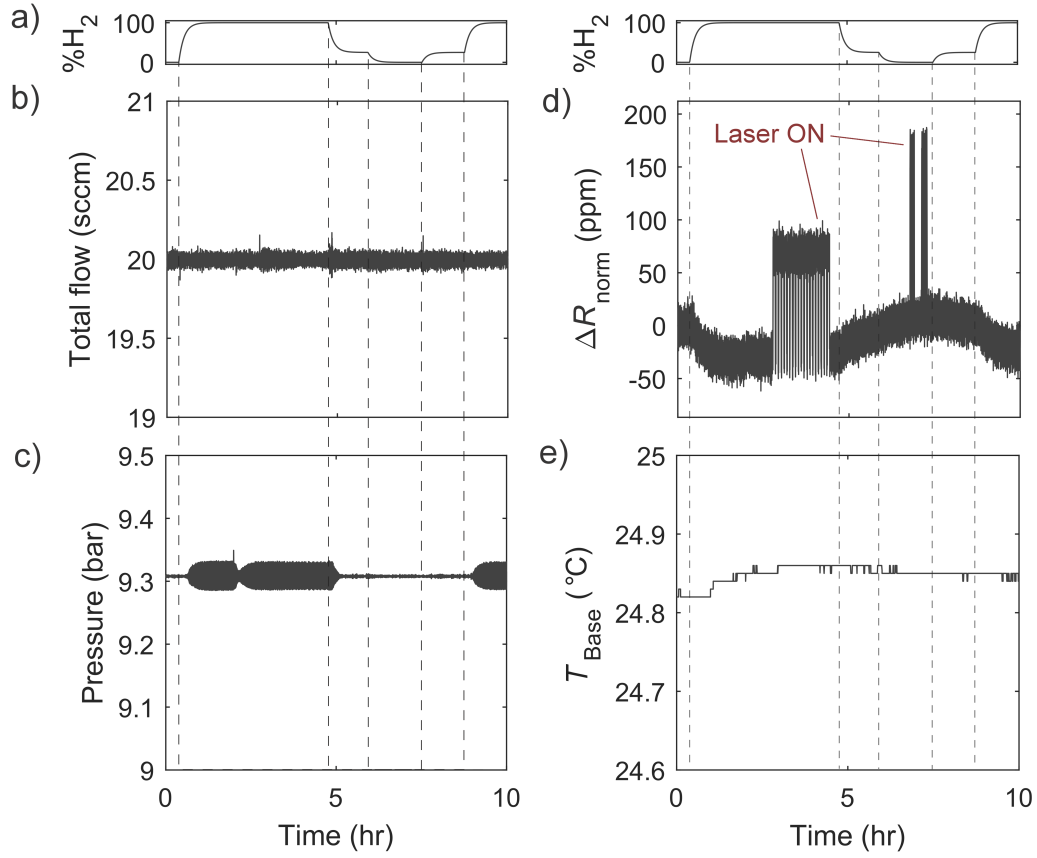 a)
%H2
100
0
%H2
100
0
b)
Total flow (sccm)
21
20.5
20
19.5
19
d)
ΔRnorm (ppm)
200
150
100
50
0
-50
Laser ON
c)
Pressure (bar)
9.5
9.4
9.3
9.2
9.1
9
0
5
10
Time (hr)
e)
TBase (°C)
25
24.9
24.8
24.7
24.6
0
5
10
Time (hr)